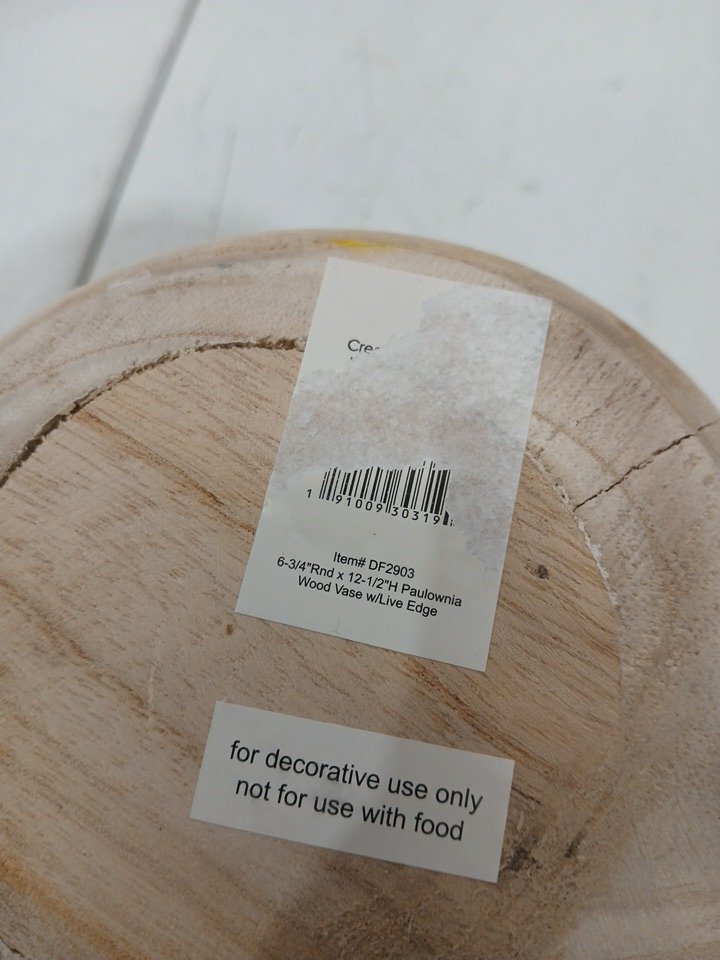 Cre
1 91009 30319
Item# DF2903
6-3/4"Rnd x 12-1/2"H Paulownia
Wood Vase w/Live Edge
for decorative use only
not for use with food